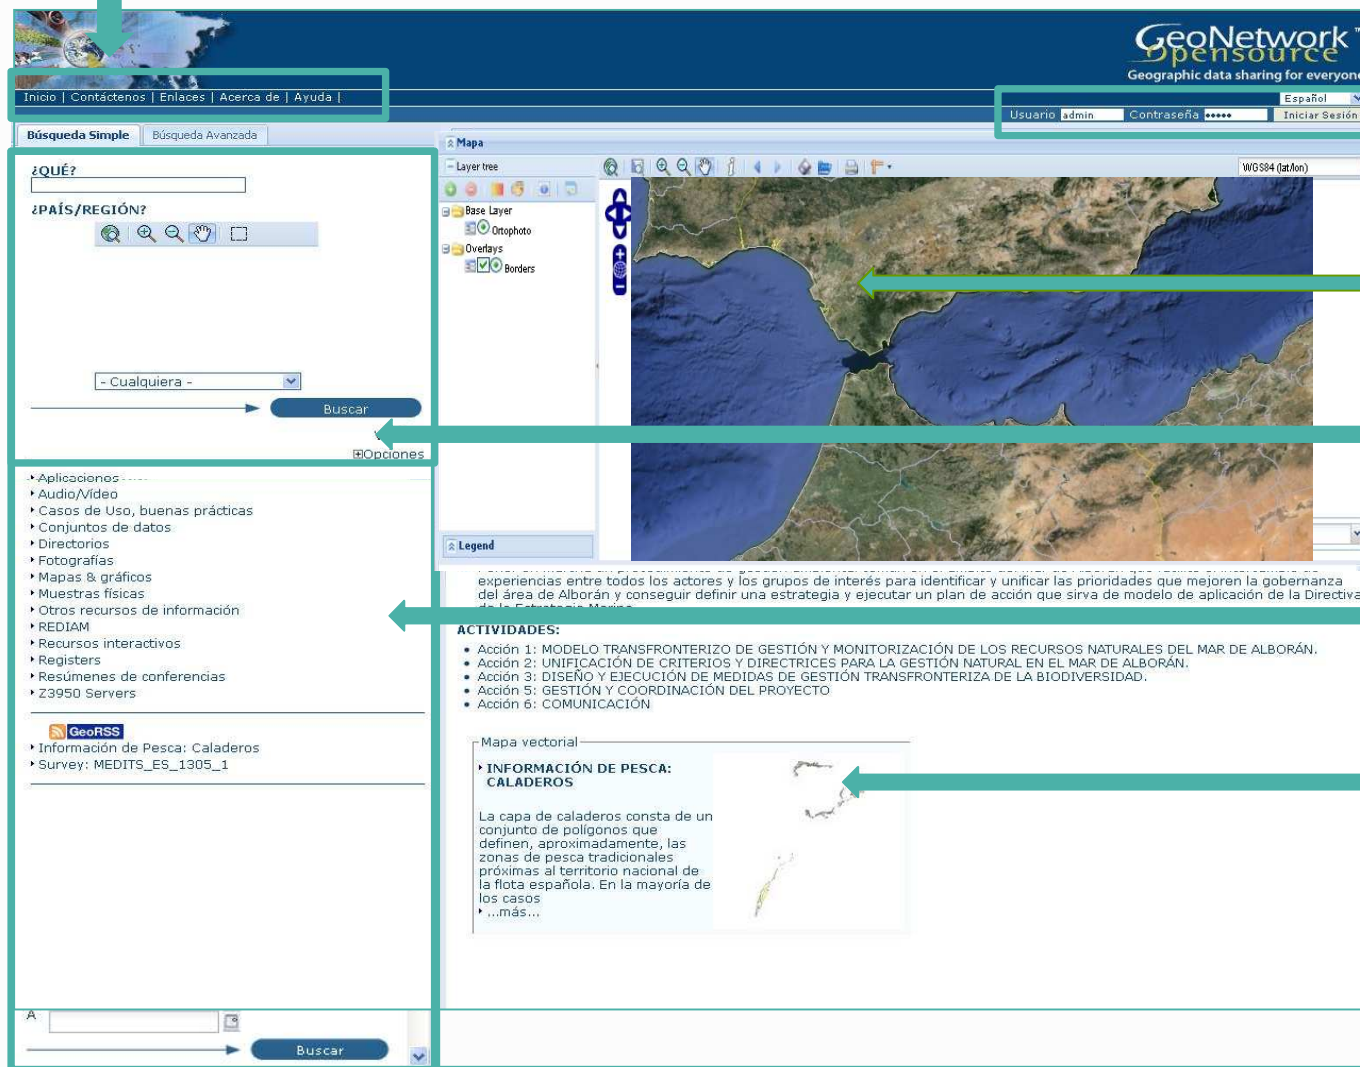 GeoNetwork
Opensource
Geographic data sharing for everyone
Inicio | Contáctenos | Enlaces | Acerca de | Ayuda |
Español
Usuario admin Contraseña ••••• Iniciar Sesión
Búsqueda Simple Búsqueda Avanzada
¿QUÉ?
¿PAÍS/REGIÓN?
- Cualquiera -
Buscar
Opciones
Aplicaciones
Audio/Vídeo
Casos de Uso, buenas prácticas
Conjuntos de datos
Directorios
Fotografías
Mapas & gráficos
Muestras físicas
Otros recursos de información
REDIAM
Recursos interactivos
Registers
Resúmenes de conferencias
Z3950 Servers
GeoRSS
Información de Pesca: Caladeros
Survey: MEDITS_ES_1305_1
A
Buscar
Mapa
Layer tree
WGS84 (lat/lon)
Base Layer
Ortophoto
Overlays
Borders
Legend
experiencias entre todos los actores y los grupos de interés para identificar y unificar las prioridades que mejoren la gobernanza
del área de Alborán y conseguir definir una estrategia y ejecutar un plan de acción que sirva de modelo de aplicación de la Directiva
de la Estrategia Marina
ACTIVIDADES:
• Acción 1: MODELO TRANSFRONTERIZO DE GESTIÓN Y MONITORIZACIÓN DE LOS RECURSOS NATURALES DEL MAR DE ALBORÁN.
• Acción 2: UNIFICACIÓN DE CRITERIOS Y DIRECTRICES PARA LA GESTIÓN NATURAL EN EL MAR DE ALBORÁN.
• Acción 3: DISEÑO Y EJECUCIÓN DE MEDIDAS DE GESTIÓN TRANSFRONTERIZA DE LA BIODIVERSIDAD.
• Acción 5: GESTIÓN Y COORDINACIÓN DEL PROYECTO
• Acción 6: COMUNICACIÓN
Mapa vectorial
INFORMACIÓN DE PESCA:
CALADEROS
La capa de caladeros consta de un
conjunto de polígonos que
definen, aproximadamente, las
zonas de pesca tradicionales
próximas al territorio nacional de
la flota española. En la mayoría de
los casos
...más...